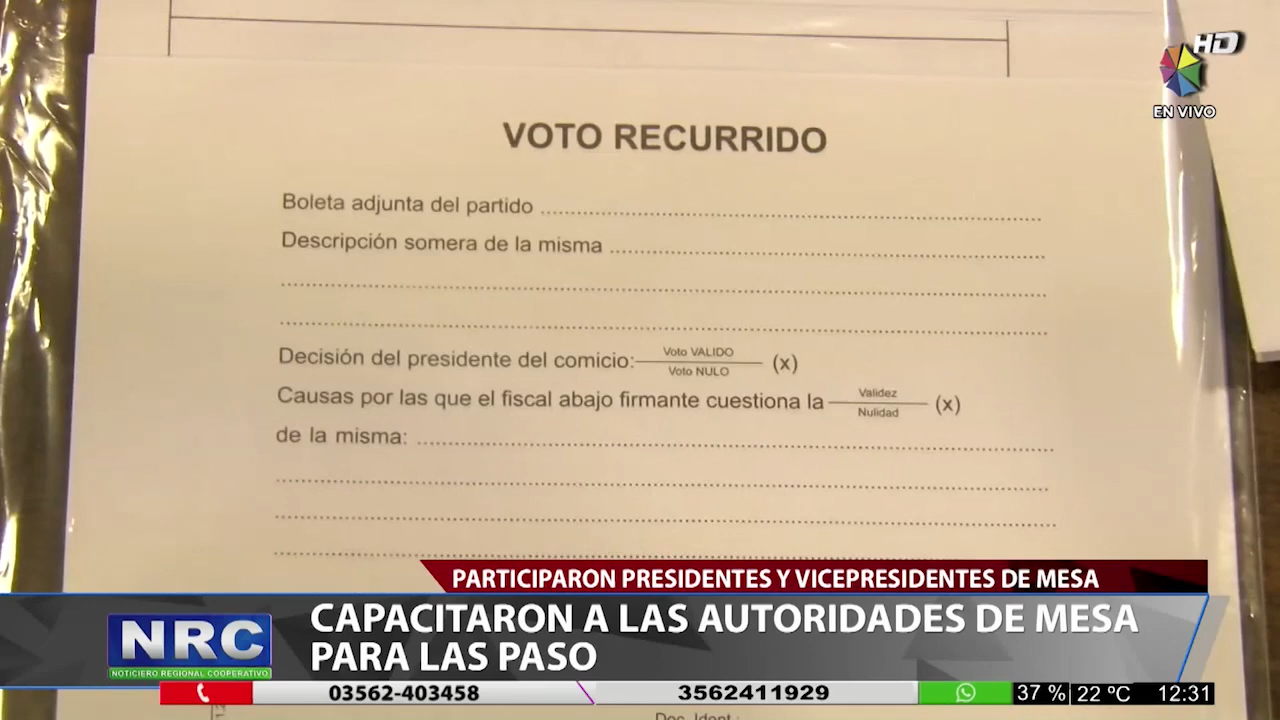 HD
EN VIVO
VOTO RECURRIDO
Boleta adjunta del partido
Descripción somera de la misma
Decisión del presidente del comicio: Voto VALIDO (x)
Voto NULO
Causas por las que el fiscal abajo firmante cuestiona la Validez (x)
Nulidad
de la misma:
PARTICIPARON PRESIDENTES Y VICEPRESIDENTES DE MESA
CAPACITARON A LAS AUTORIDADES DE MESA
PARA LAS PASO
NRC
NOTICIERO REGIONAL COOPERATIVO
03562-403458 3562411929 37 % 22 ºC 12:31
Doc. Ident.: